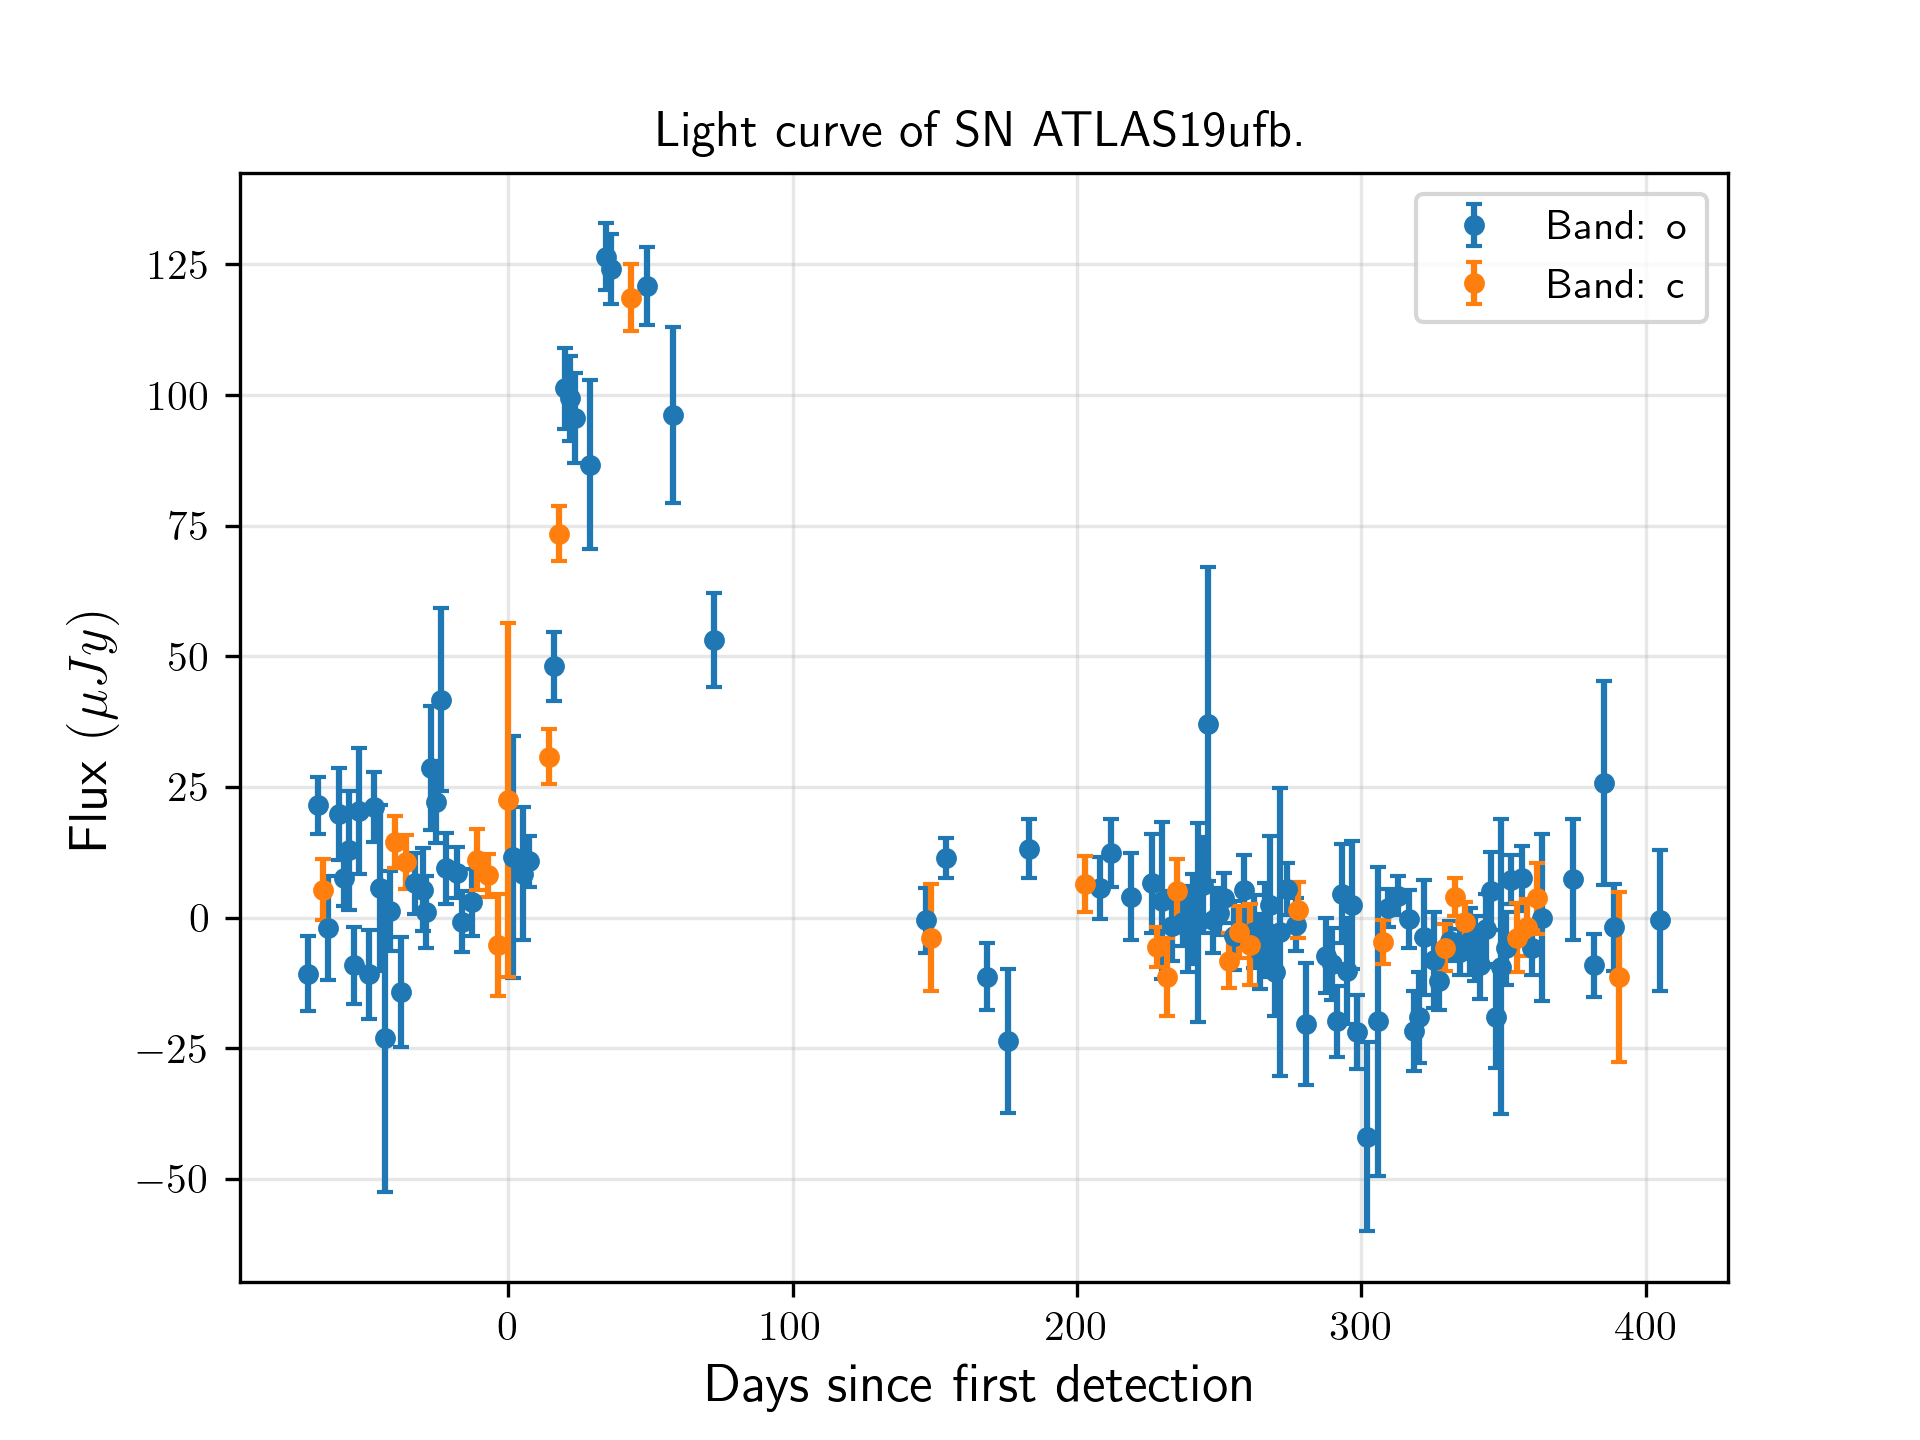 Light curve of SN ATLAS19ufb.
Band: o
Band: c
125
100
75
50
25
0
−25
−50
Flux (μJy)
0 100 200 300 400
Days since first detection